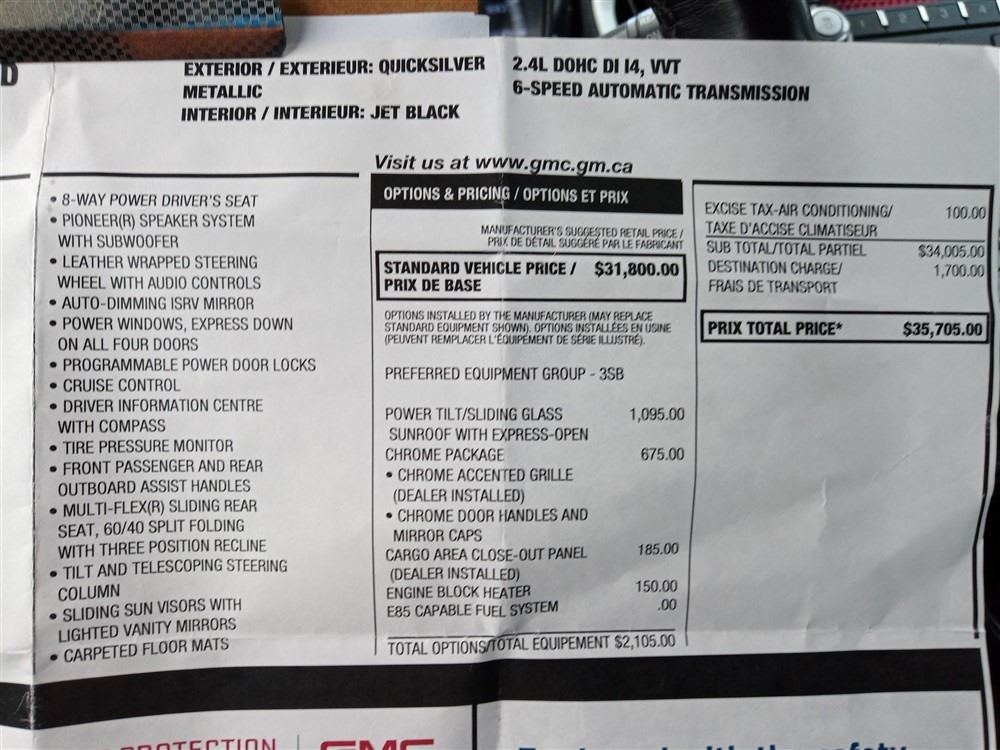 D
EXTERIOR / EXTERIEUR: QUICKSILVER
METALLIC
INTERIOR / INTERIEUR: JET BLACK
2.4L DOHC DI I4, VVT
6-SPEED AUTOMATIC TRANSMISSION
Visit us at www.gmc.gm.ca
• 8-WAY POWER DRIVER'S SEAT
• PIONEER(R) SPEAKER SYSTEM
WITH SUBWOOFER
• LEATHER WRAPPED STEERING
WHEEL WITH AUDIO CONTROLS
• AUTO-DIMMING ISRV MIRROR
• POWER WINDOWS, EXPRESS DOWN
ON ALL FOUR DOORS
• PROGRAMMABLE POWER DOOR LOCKS
• CRUISE CONTROL
• DRIVER INFORMATION CENTRE
WITH COMPASS
• TIRE PRESSURE MONITOR
• FRONT PASSENGER AND REAR
OUTBOARD ASSIST HANDLES
• MULTI-FLEX(R) SLIDING REAR
SEAT, 60/40 SPLIT FOLDING
WITH THREE POSITION RECLINE
• TILT AND TELESCOPING STEERING
COLUMN
• SLIDING SUN VISORS WITH
LIGHTED VANITY MIRRORS
• CARPETED FLOOR MATS
OPTIONS & PRICING / OPTIONS ET PRIX
MANUFACTURER'S SUGGESTED RETAIL PRICE /
PRIX DE DÉTAIL SUGGÉRÉ PAR LE FABRICANT
STANDARD VEHICLE PRICE / $31,800.00
PRIX DE BASE
OPTIONS INSTALLED BY THE MANUFACTURER (MAY REPLACE
STANDARD EQUIPMENT SHOWN). OPTIONS INSTALLÉES EN USINE
(PEUVENT REMPLACER L'ÉQUIPEMENT DE SÉRIE ILLUSTRÉ).
PREFERRED EQUIPMENT GROUP - 3SB
POWER TILT/SLIDING GLASS 1,095.00
SUNROOF WITH EXPRESS-OPEN
CHROME PACKAGE 675.00
• CHROME ACCENTED GRILLE
(DEALER INSTALLED)
• CHROME DOOR HANDLES AND
MIRROR CAPS
CARGO AREA CLOSE-OUT PANEL 185.00
(DEALER INSTALLED)
ENGINE BLOCK HEATER 150.00
E85 CAPABLE FUEL SYSTEM .00
TOTAL OPTIONS/TOTAL EQUIPEMENT $2,105.00
EXCISE TAX-AIR CONDITIONING/ 100.00
TAXE D'ACCISE CLIMATISEUR
SUB TOTAL/TOTAL PARTIEL $34,005.00
DESTINATION CHARGE/ 1,700.00
FRAIS DE TRANSPORT
PRIX TOTAL PRICE* $35,705.00
PROTECTION
GMC